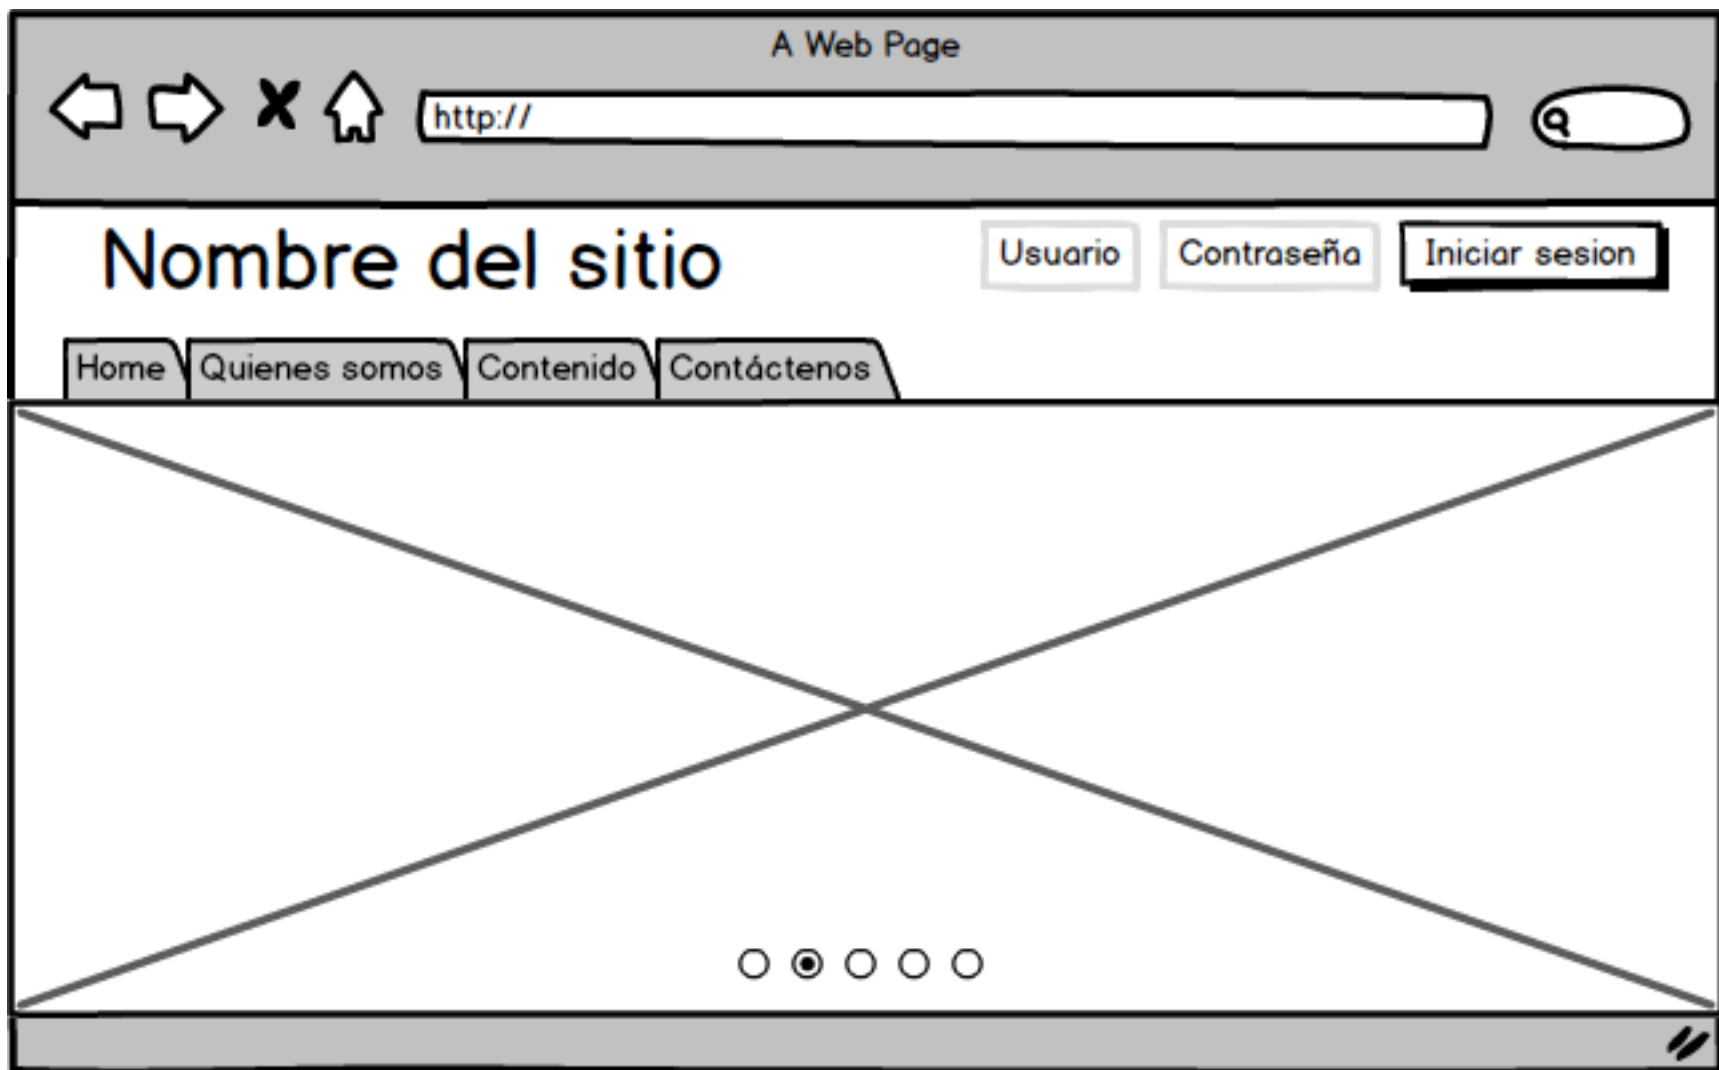 A Web Page
http://
Nombre del sitio
Usuario
Contraseña
Iniciar sesion
Home
Quienes somos
Contenido
Contáctenos